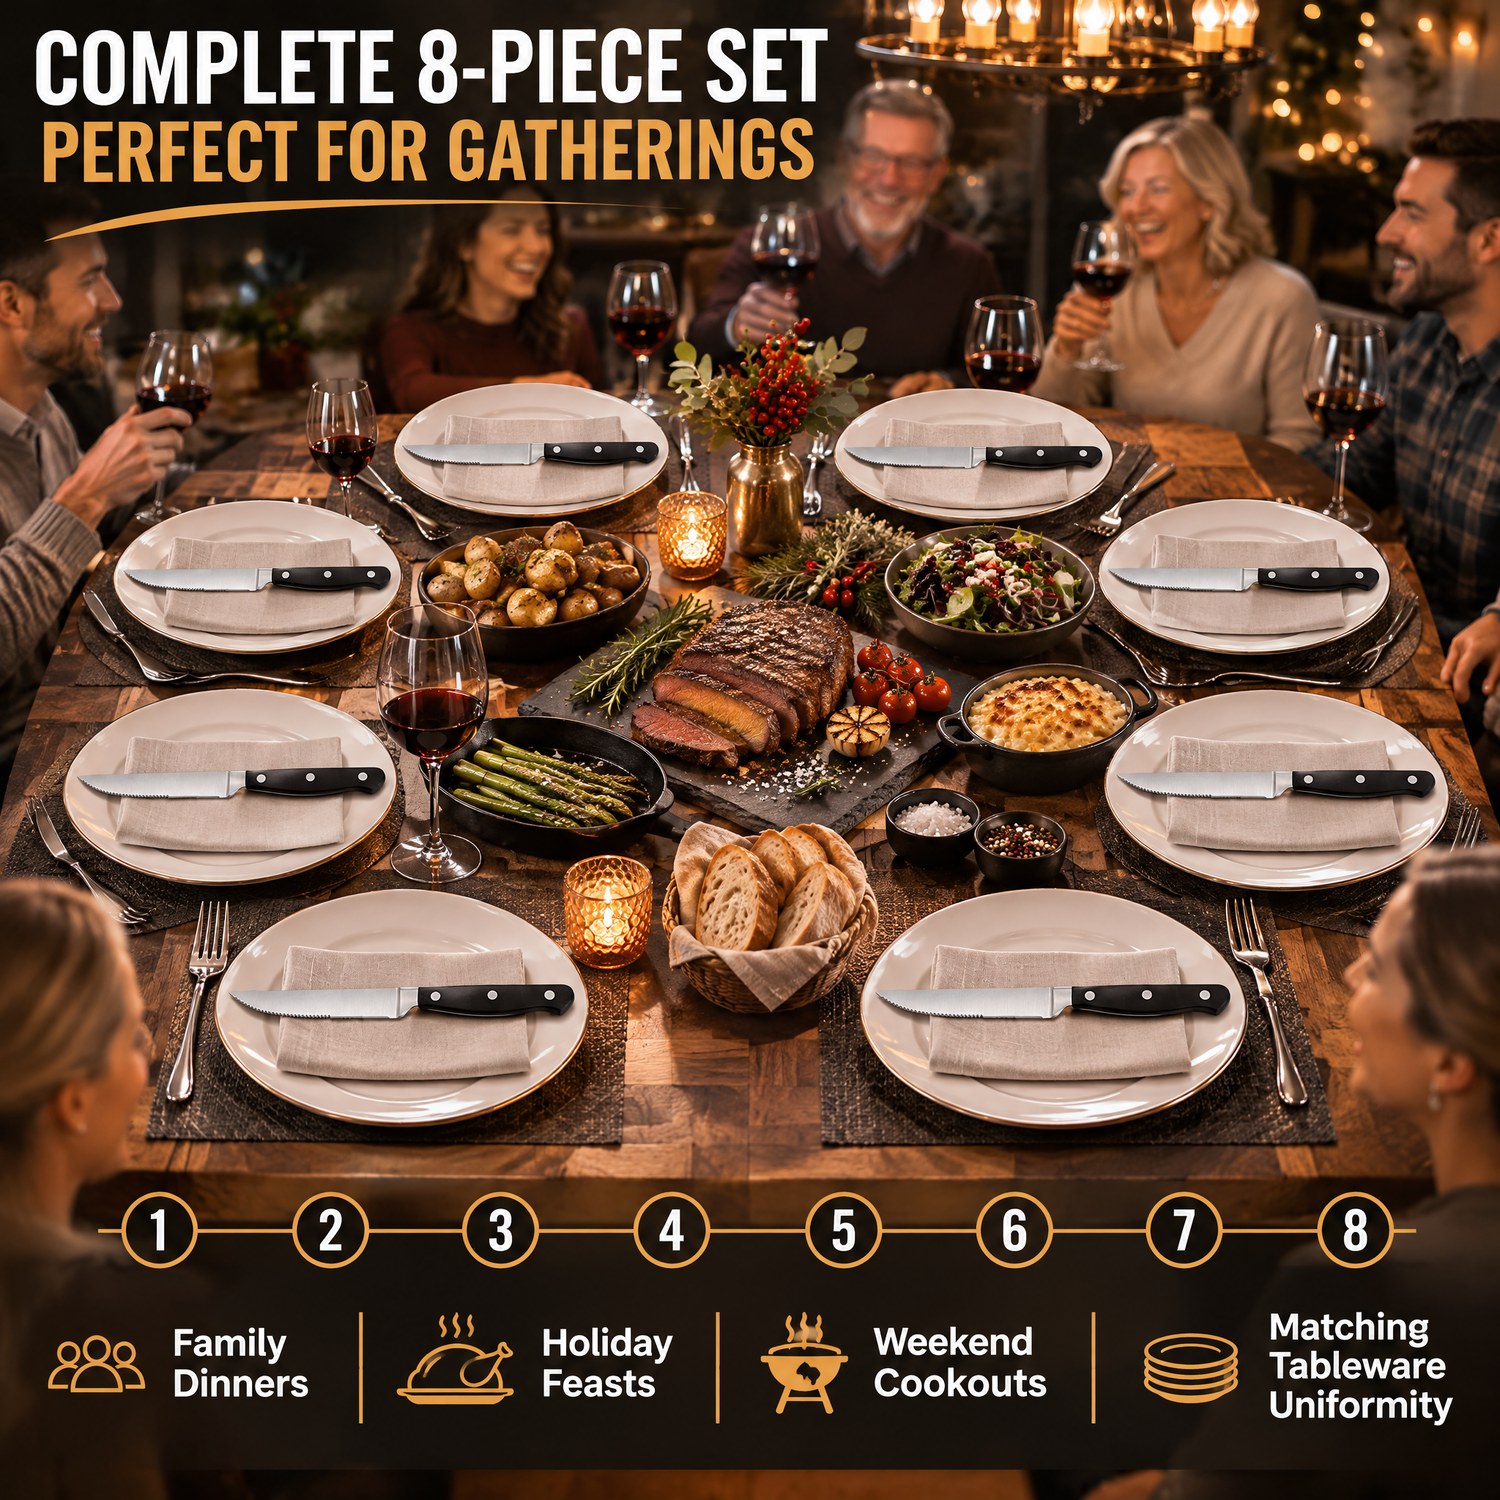 COMPLETE 8-PIECE SET
PERFECT FOR GATHERINGS
1 2 3 4 5 6 7 8
Family
Dinners
Holiday
Feasts
Weekend
Cookouts
Matching
Tableware
Uniformity